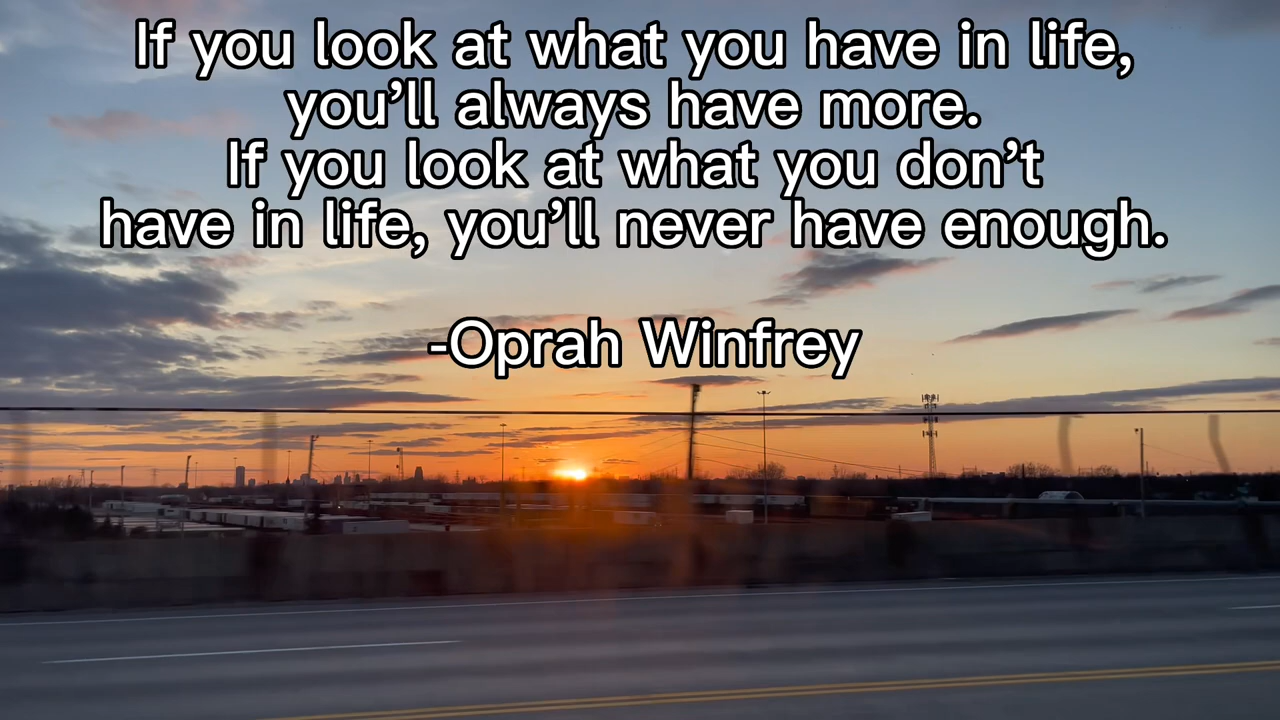 If you look at what you have in life,
you’ll always have more.
If you look at what you don’t
have in life, you’ll never have enough.
-Oprah Winfrey